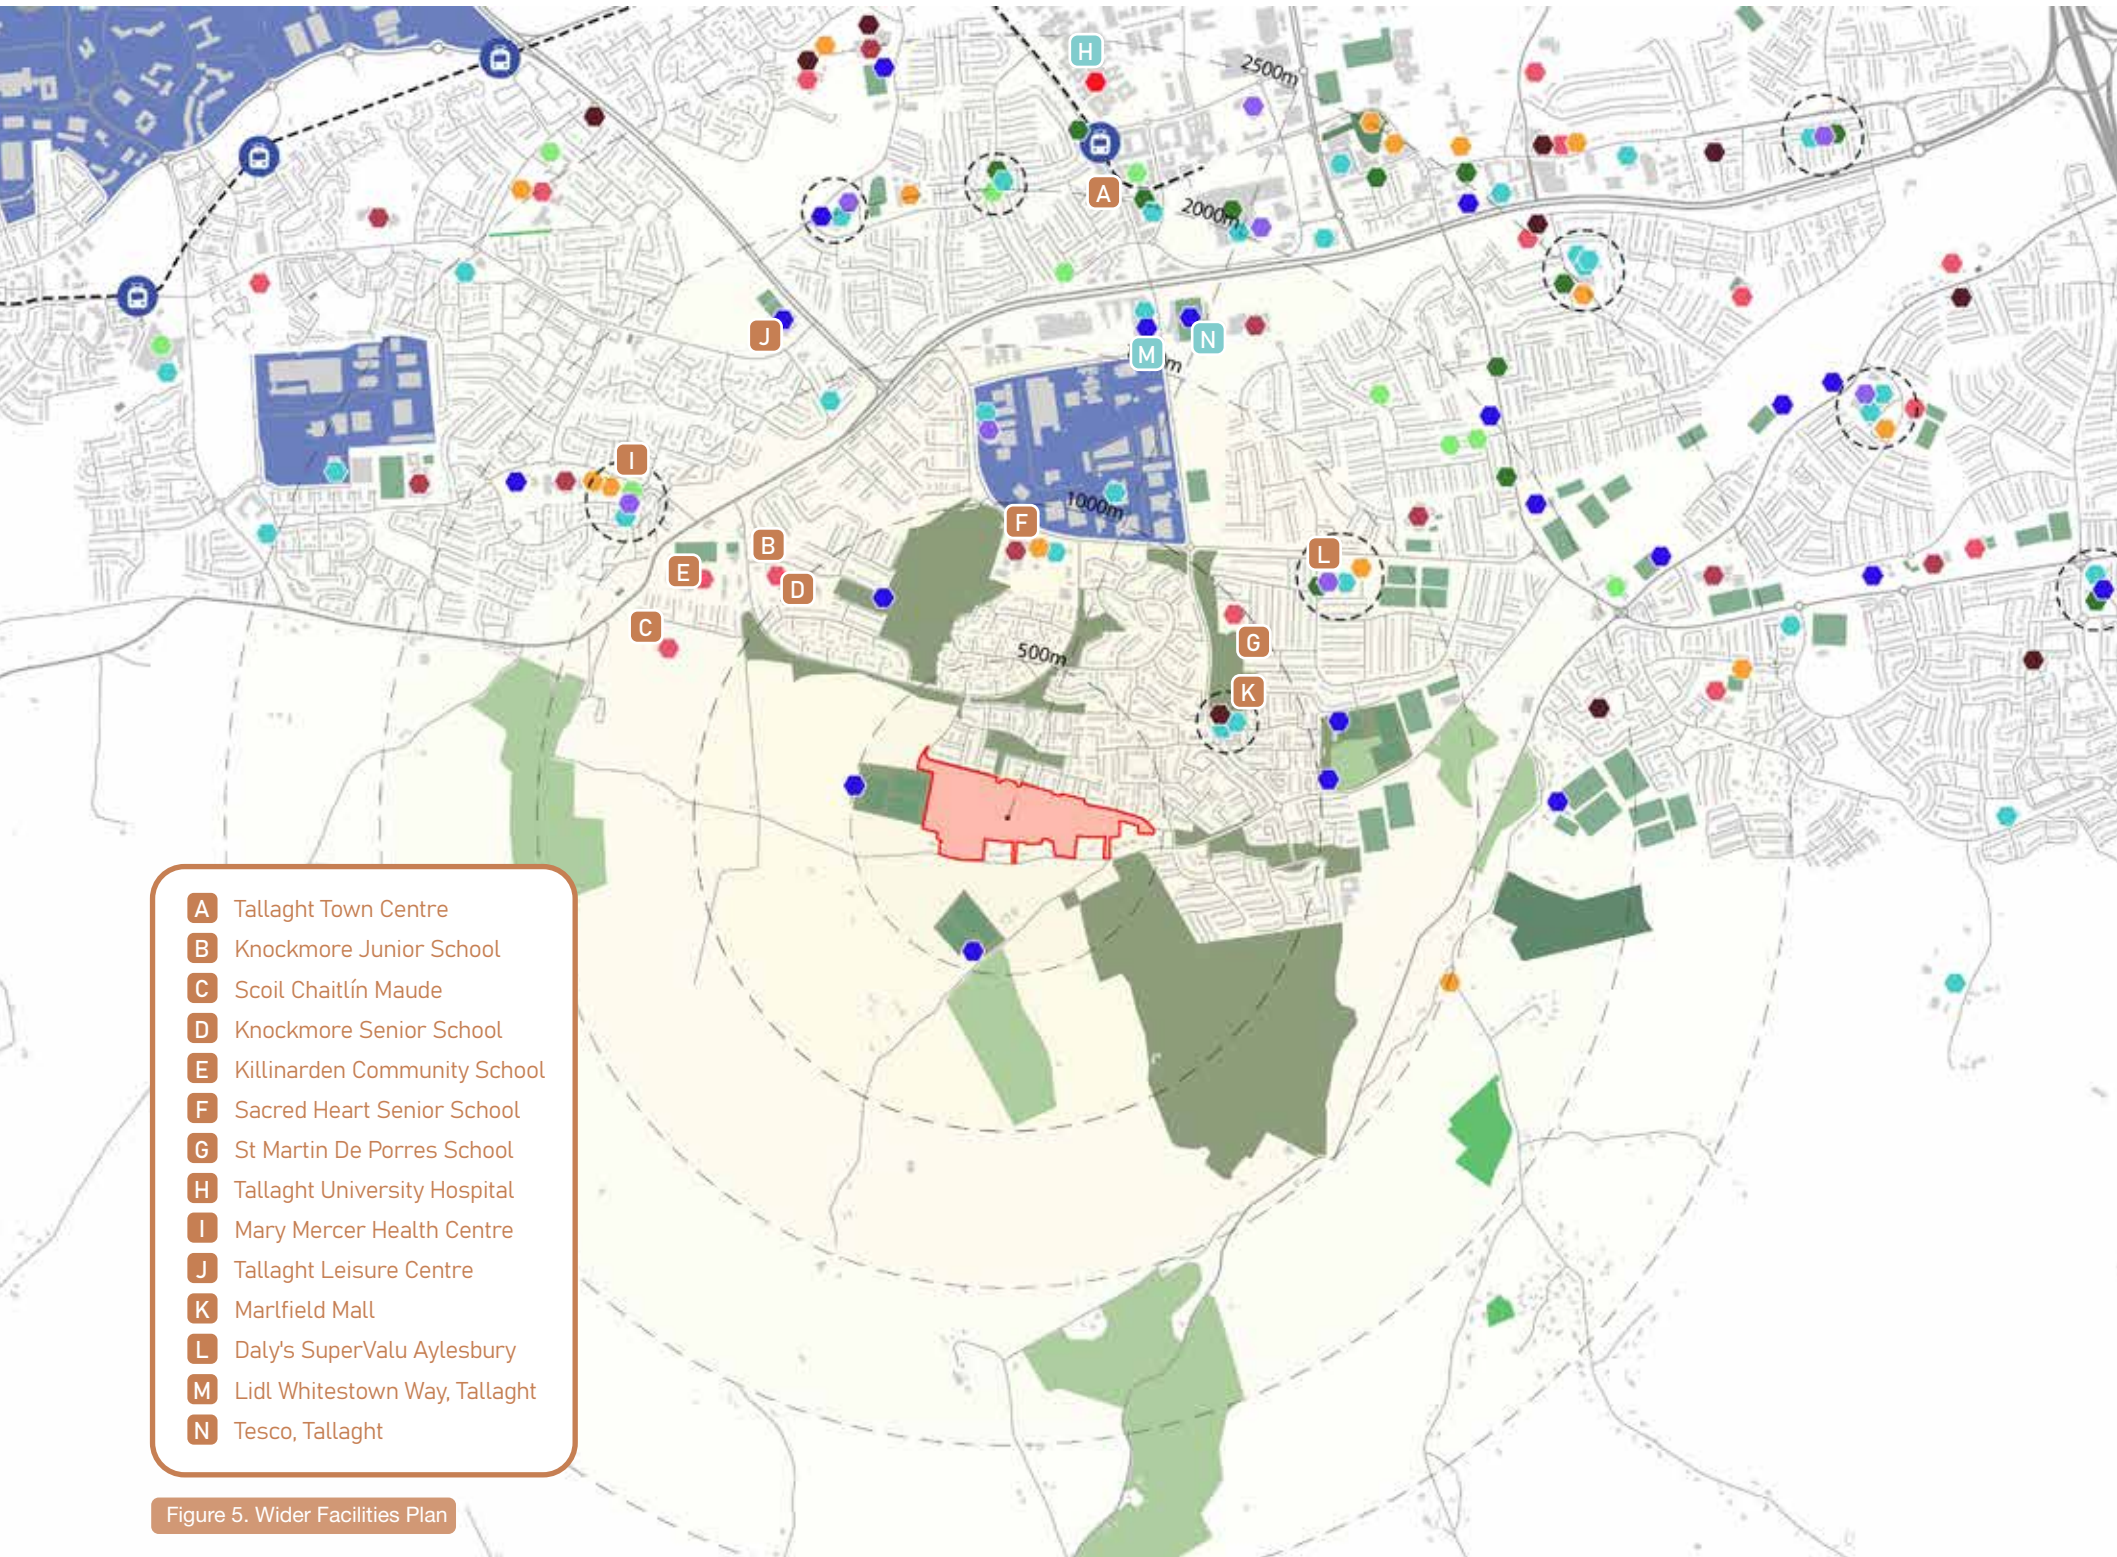 H
2500m
A
2000m
J
N
M
m
I
1000m
F
B
L
E
D
C
G
500m
K
A Tallaght Town Centre
B Knockmore Junior School
C Scoil Chaitlín Maude
D Knockmore Senior School
E Killinarden Community School
F Sacred Heart Senior School
G St Martin De Porres School
H Tallaght University Hospital
I Mary Mercer Health Centre
J Tallaght Leisure Centre
K Marlfield Mall
L Daly's SuperValu Aylesbury
M Lidl Whitestown Way, Tallaght
N Tesco, Tallaght
Figure 5. Wider Facilities Plan